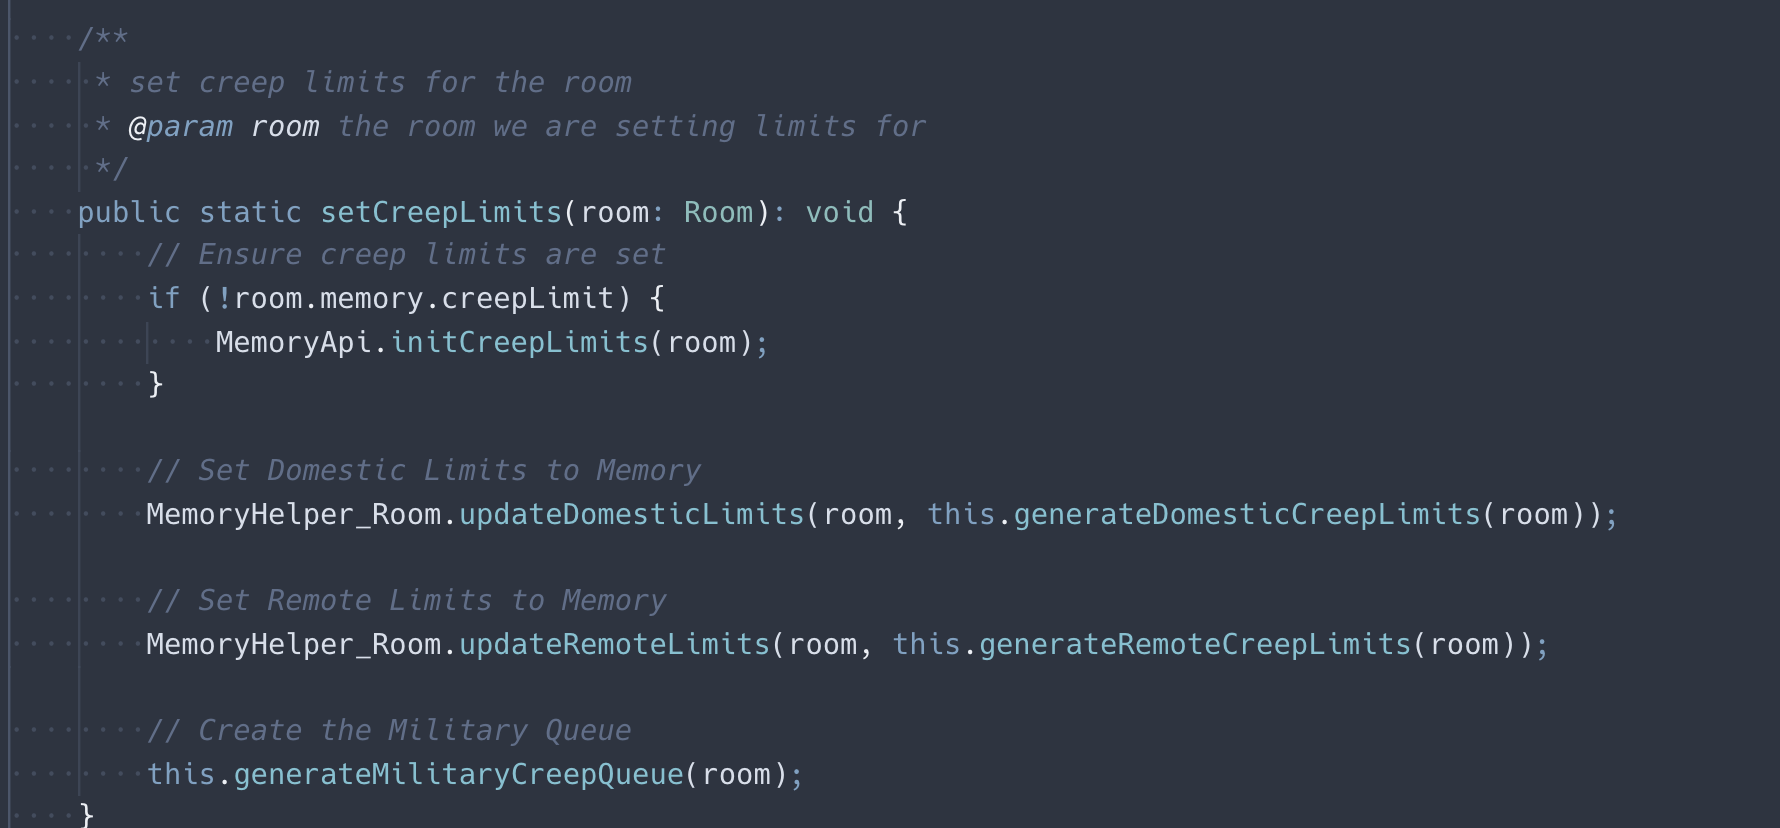 /**
* set creep limits for the room
* @param room the room we are setting limits for
*/
public static setCreepLimits(room: Room): void {
// Ensure creep limits are set
if (!room.memory.creepLimit) {
MemoryApi.initCreepLimits(room);
}
// Set Domestic Limits to Memory
MemoryHelper_Room.updateDomesticLimits(room, this.generateDomesticCreepLimits(room));
// Set Remote Limits to Memory
MemoryHelper_Room.updateRemoteLimits(room, this.generateRemoteCreepLimits(room));
// Create the Military Queue
this.generateMilitaryCreepQueue(room);
}